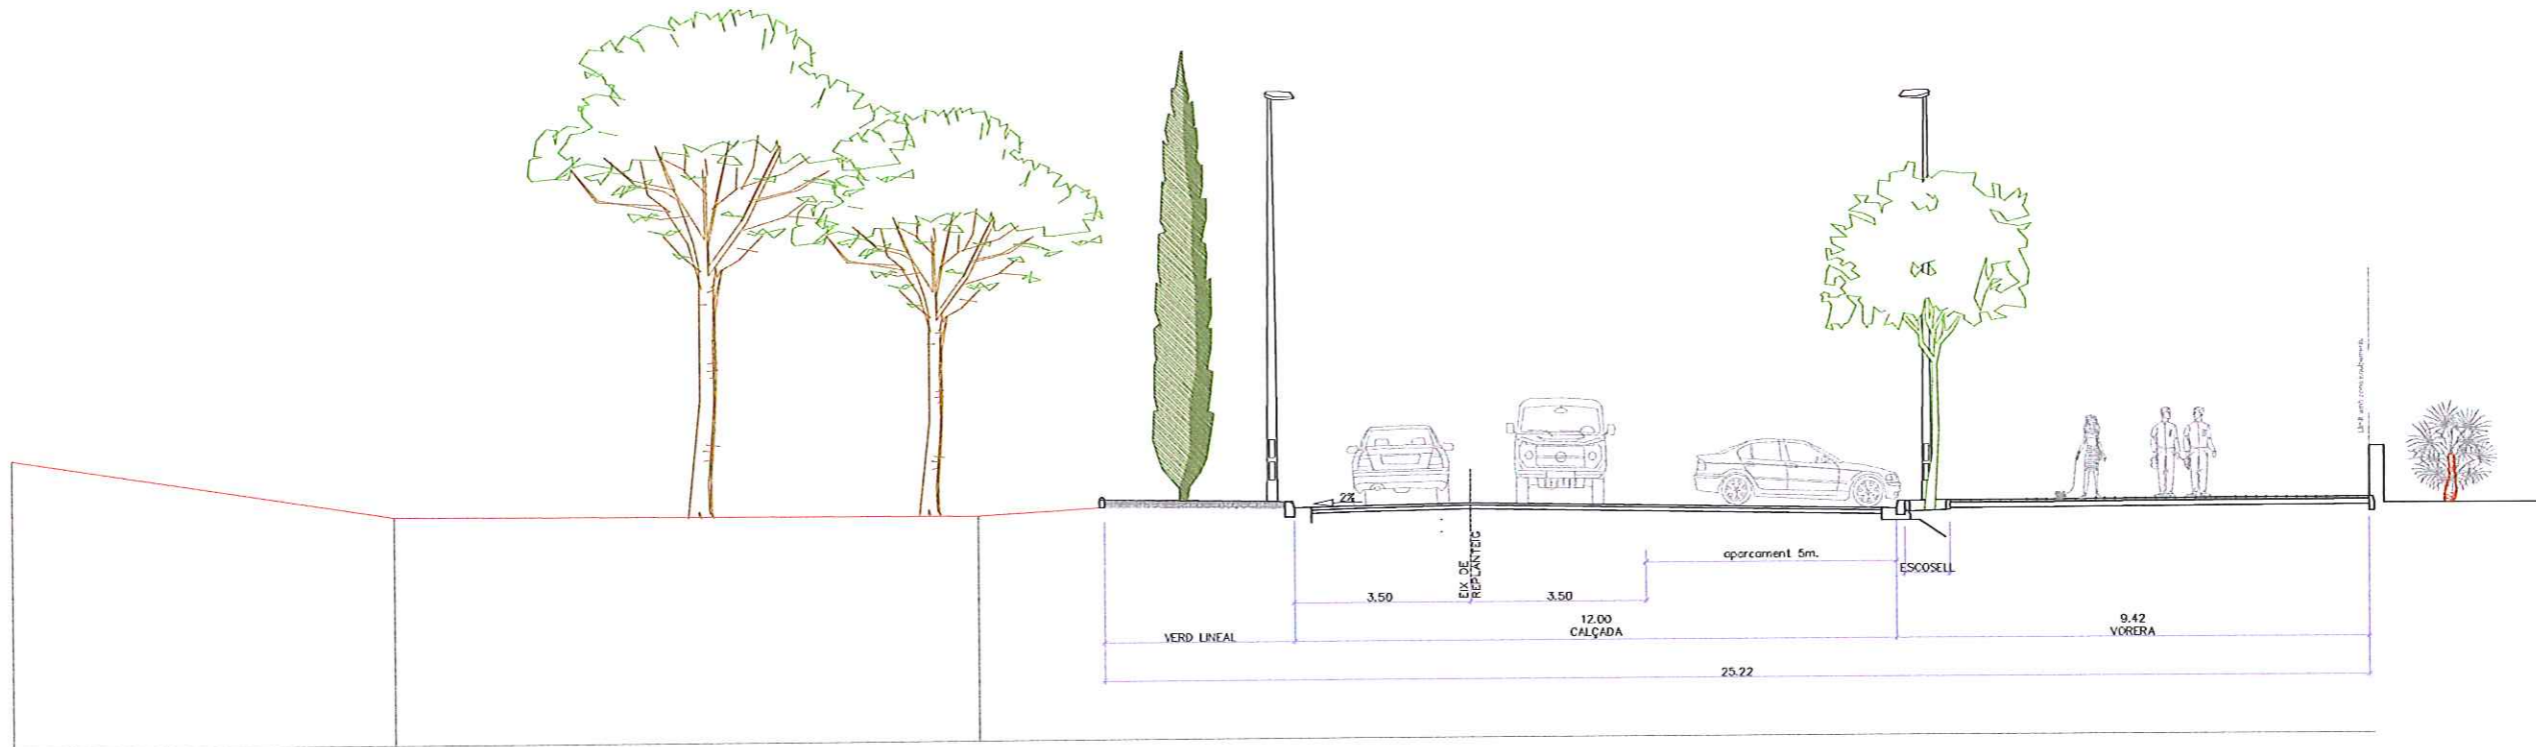 2%
EIX DE
REPLANTEIG
aparcament 5m.
ESCOSELL
3.50
3.50
12.00
CALÇADA
9.42
VORERA
VERD LINEAL
25.22